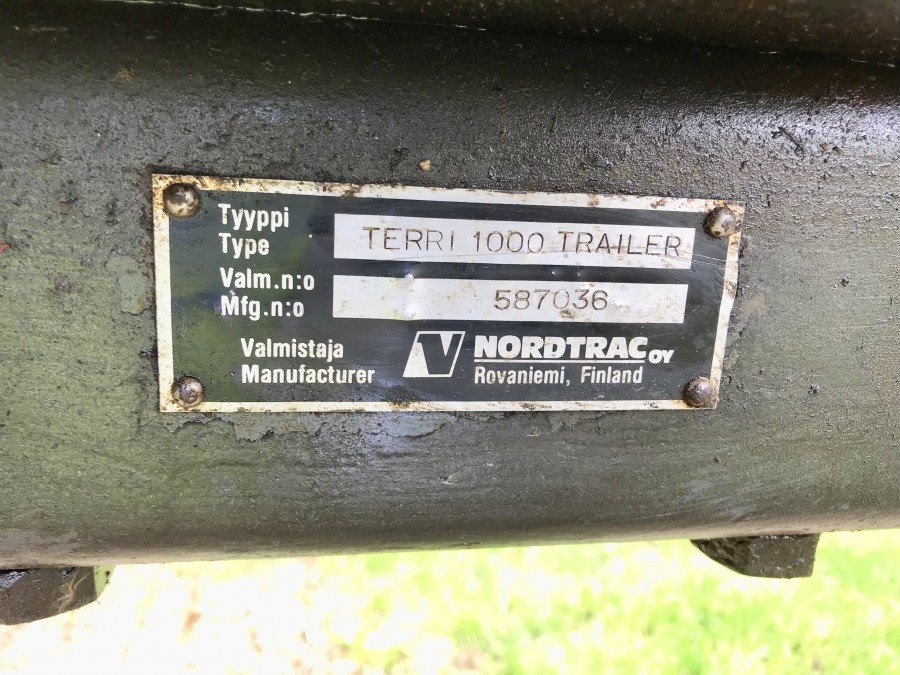 Tyyppi
Type
TERRI 1000 TRAILER
Valm.n:o
Mfg.n:o
587036
Valmistaja
Manufacturer
NORDTRAC OY
Rovaniemi, Finland